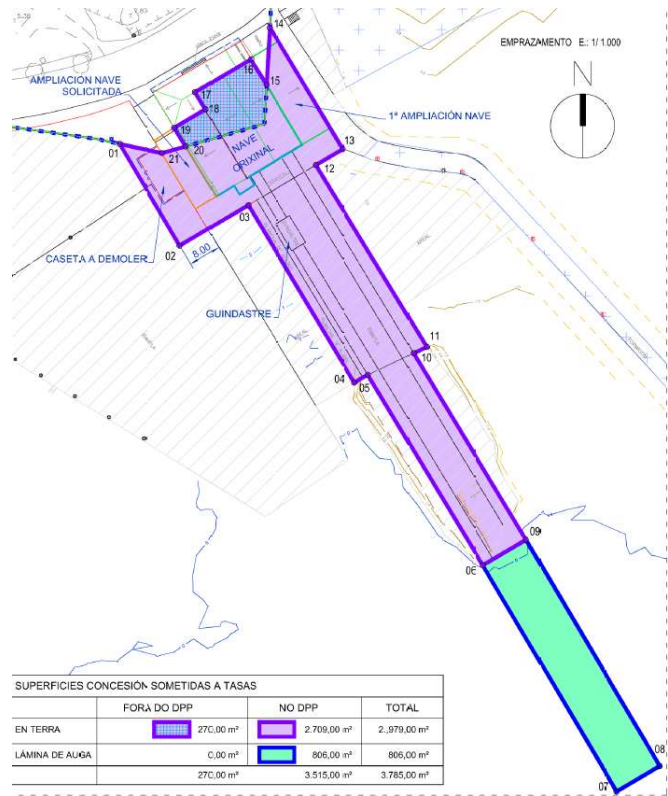 EMPRAZAMENTO E.: 1/ 1.000
N
14
16
15
17
18
19
20
21
01
02
03
04
05
06
07
08
09
10
11
12
13
AMPLIACIÓN NAVE
SOLICITADA
1ª AMPLIACIÓN NAVE
NAVE
ORIXINAL
8.00
CASETA A DEMOLER
GUINDASTRE
SUPERFICIES CONCESIÓN SOMETIDAS A TASAS
FORA DO DPP NO DPP TOTAL
EN TERRA 270,00 m² 2.709,00 m² 2.979,00 m²
LÁMINA DE AUGA 0,00 m² 806,00 m² 806,00 m²
270,00 m² 3.515,00 m² 3.785,00 m²